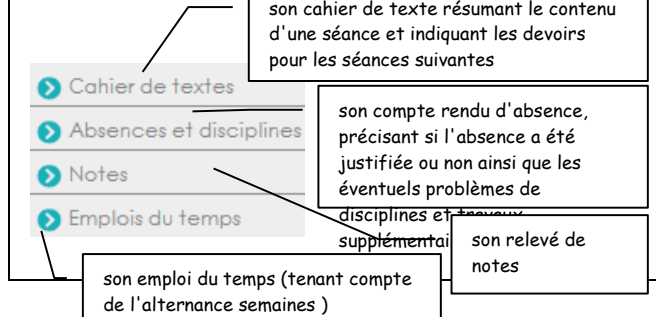 son cahier de texte résumant le contenu
d'une séance et indiquant les devoirs
pour les séances suivantes
Cahier de textes
Absences et disciplines
Notes
Emplois du temps
son compte rendu d'absence,
précisant si l'absence a été
justifiée ou non ainsi que les
éventuels problèmes de
disciplines et travaux
son relevé de
notes
son emploi du temps (tenant compte
de l'alternance semaines )